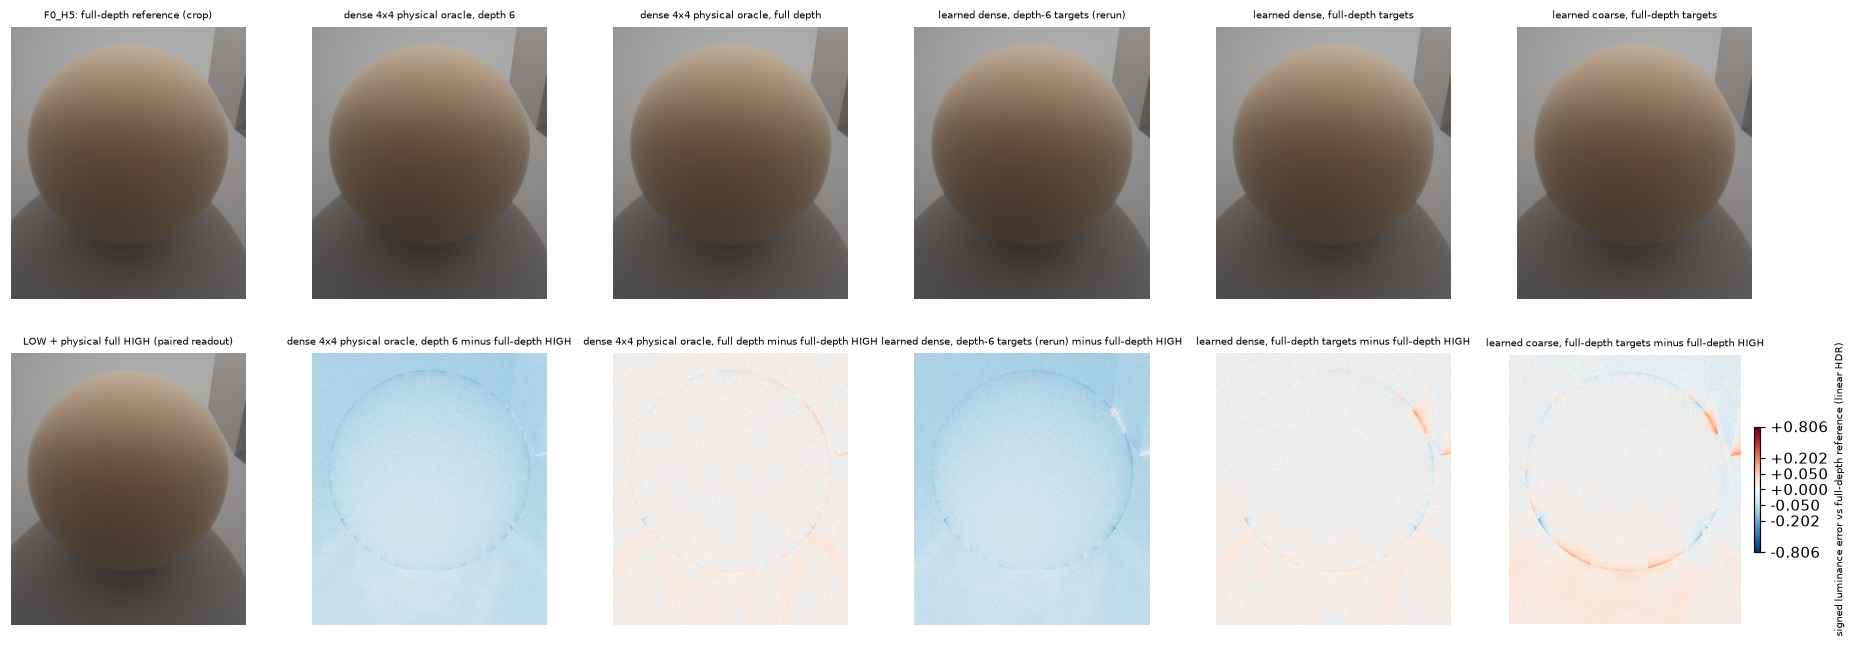 F0_H5: full-depth reference (crop)
dense 4x4 physical oracle, depth 6
dense 4x4 physical oracle, full depth
learned dense, depth-6 targets (rerun)
learned dense, full-depth targets
learned coarse, full-depth targets
LOW + physical full HIGH (paired readout)
dense 4x4 physical oracle, depth 6 minus full-depth HIGH
dense 4x4 physical oracle, full depth minus full-depth HIGH
learned dense, depth-6 targets (rerun) minus full-depth HIGH
learned dense, full-depth targets minus full-depth HIGH
learned coarse, full-depth targets minus full-depth HIGH
+0.806
+0.202
+0.050
+0.000
-0.050
-0.202
-0.806
signed luminance error vs full-depth reference (linear HDR)